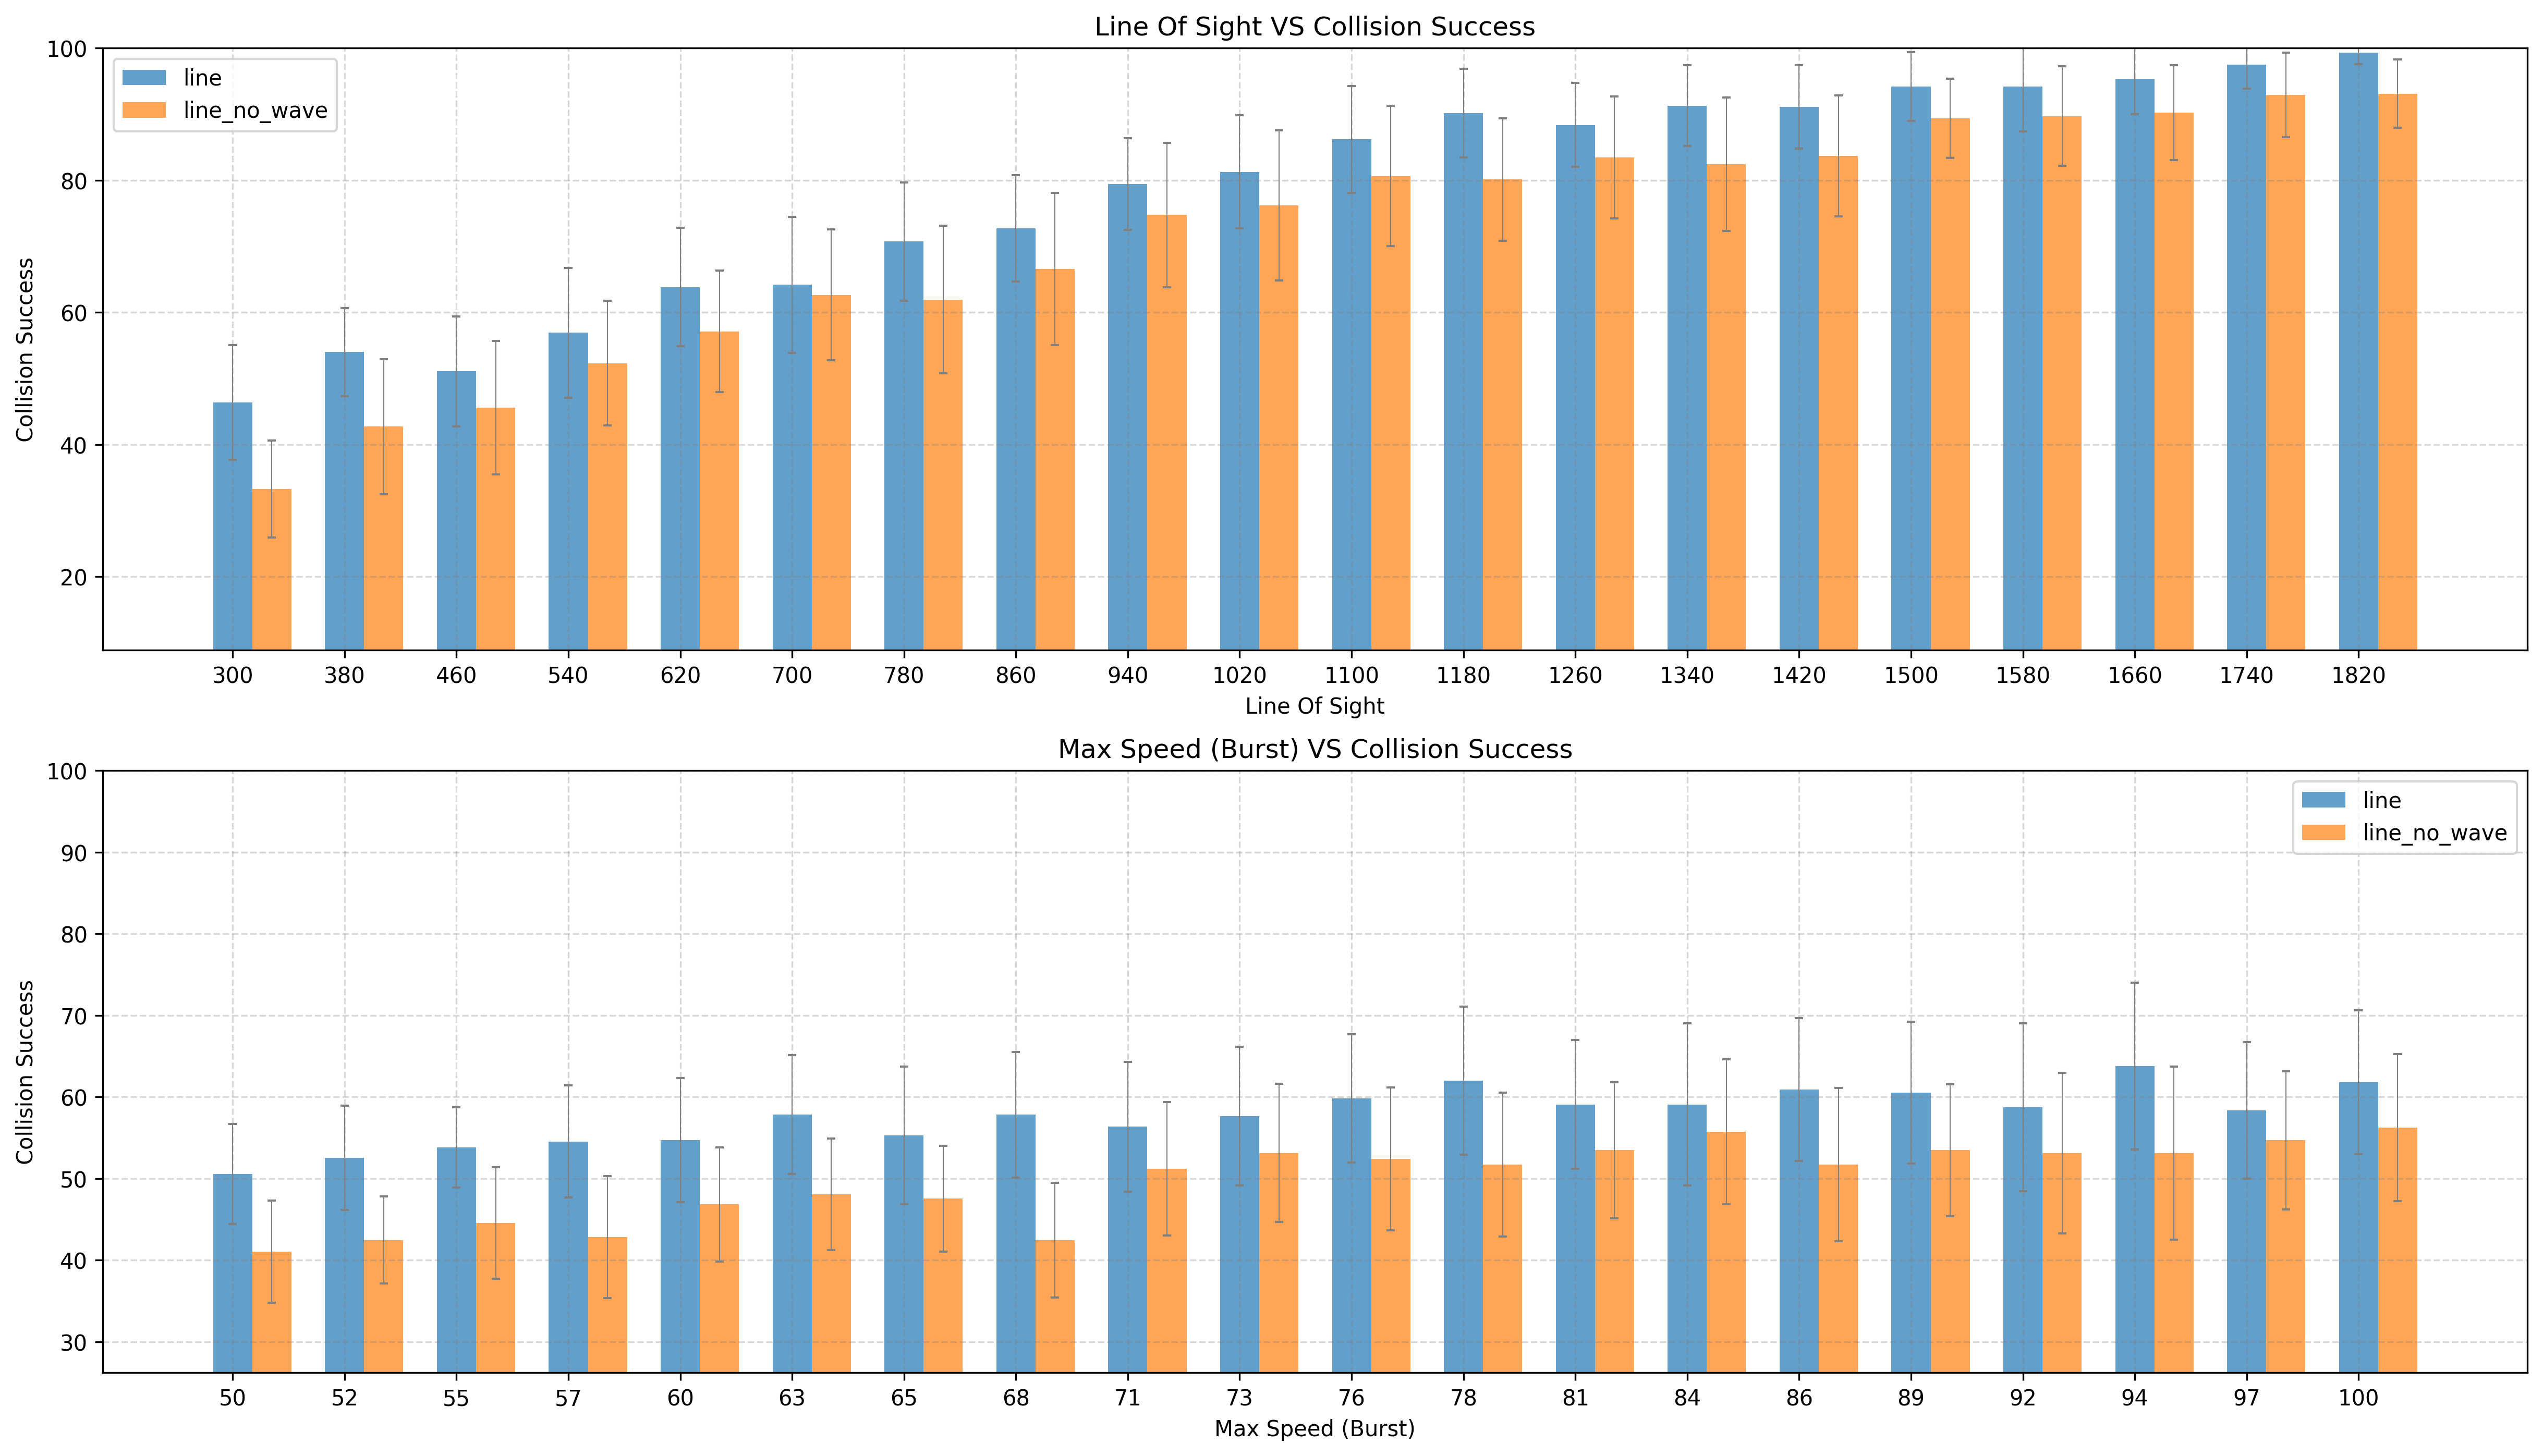 Line Of Sight VS Collision Success
100
80
60
40
20
Collision Success
line
line_no_wave
300 380 460 540 620 700 780 860 940 1020 1100 1180 1260 1340 1420 1500 1580 1660 1740 1820
Line Of Sight
Max Speed (Burst) VS Collision Success
100
90
80
70
60
50
40
30
Collision Success
line
line_no_wave
50 52 55 57 60 63 65 68 71 73 76 78 81 84 86 89 92 94 97 100
Max Speed (Burst)